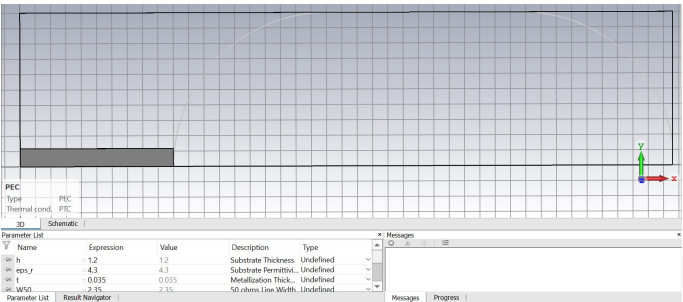 y
x
PEC
Type PEC
Thermal cond. PTC
3D Schematic
Parameter List × Messages ×
Name Expression Value Description Type
h = 1.2 1.2 Substrate Thickness Undefined
eps_r = 4.3 4.3 Substrate Permittivi... Undefined
t = 0.035 0.035 Metallization Thick... Undefined
W50 = 2.35 2.35 50 ohms Line Width Undefined
Parameter List Result Navigator Messages Progress